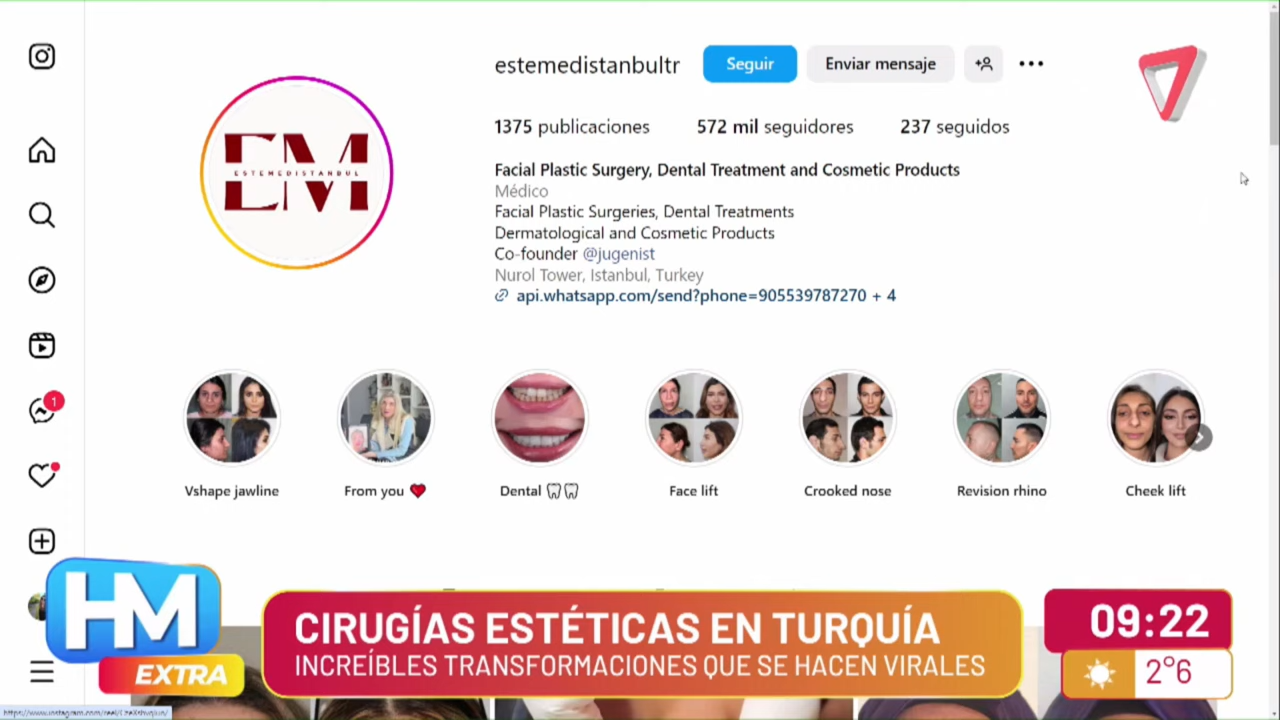 estemedistanbultr
Seguir
Enviar mensaje
1375 publicaciones
572 mil seguidores
237 seguidos
EM
ESTEMEDISTANBUL
Facial Plastic Surgery, Dental Treatment and Cosmetic Products
Médico
Facial Plastic Surgeries, Dental Treatments
Dermatological and Cosmetic Products
Co-founder @jugenist
Nurol Tower, Istanbul, Turkey
api.whatsapp.com/send?phone=905539787270 + 4
1
Vshape jawline
From you ❤️
Dental 🦷🦷
Face lift
Crooked nose
Revision rhino
Cheek lift
HM
EXTRA
CIRUGÍAS ESTÉTICAS EN TURQUÍA
INCREÍBLES TRANSFORMACIONES QUE SE HACEN VIRALES
09:22
2°6